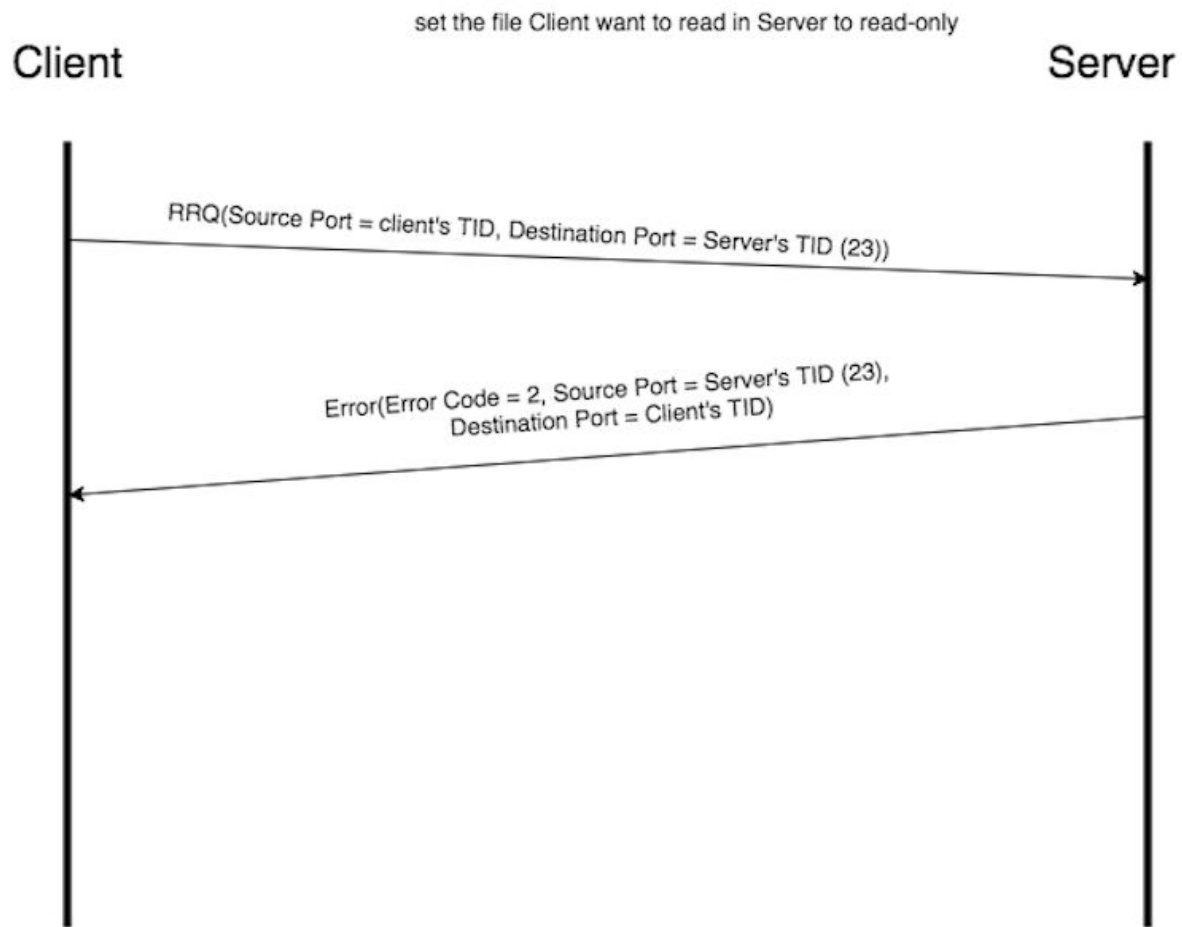 set the file Client want to read in Server to read-only
Client
Server
RRQ(Source Port = client's TID, Destination Port = Server's TID (23))
Error(Error Code = 2, Source Port = Server's TID (23),
Destination Port = Client's TID)